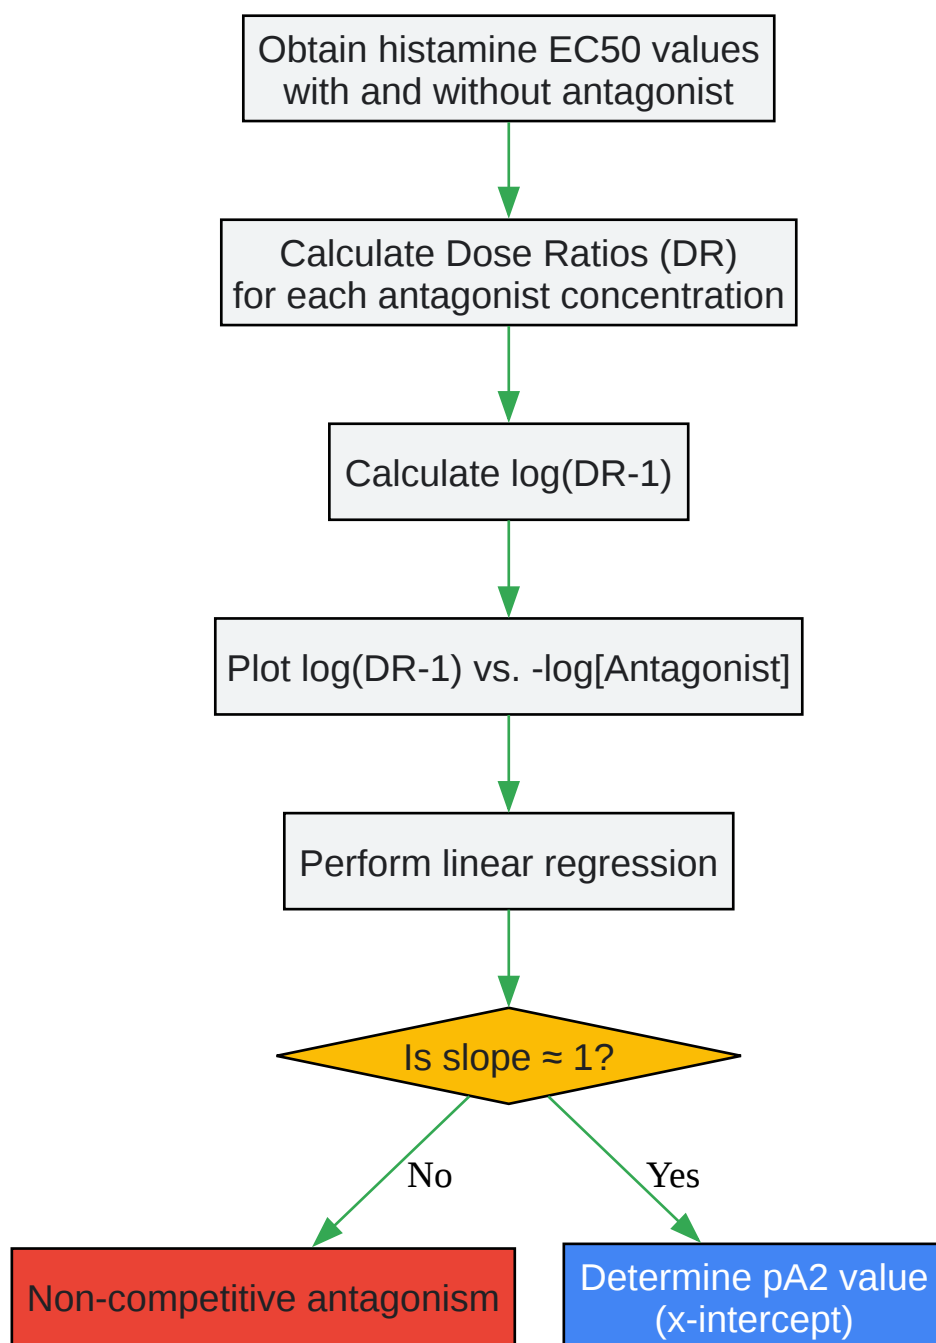 Obtain histamine EC50 values
with and without antagonist
Calculate Dose Ratios (DR)
for each antagonist concentration
Calculate log(DR-1)
Plot log(DR-1) vs. -log[Antagonist]
Perform linear regression
Is slope ≈ 1?
No
Yes
Non-competitive antagonism
Determine pA2 value
(x-intercept)